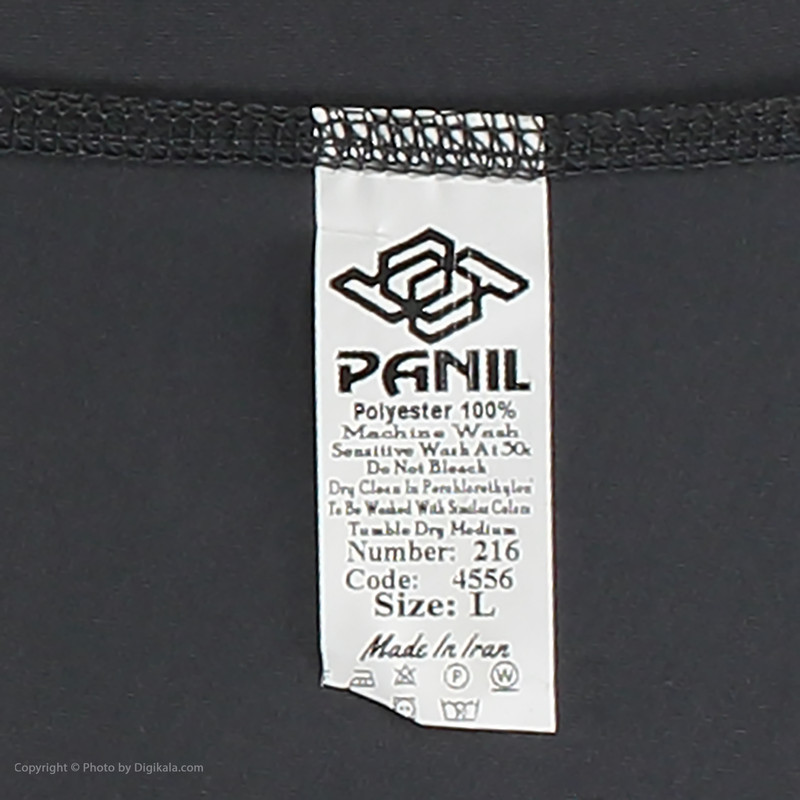 PANIL
Polyester 100%
Machine Wash
Sensitive Wash At 30c
Do Not Bleach
Dry Clean In Perchlorethylen
To Be Washed With Similar Colors
Tumble Dry Medium
Number: 216
Code: 4556
Size: L
Made In Iran
P W
Copyright © Photo by Digikala.com